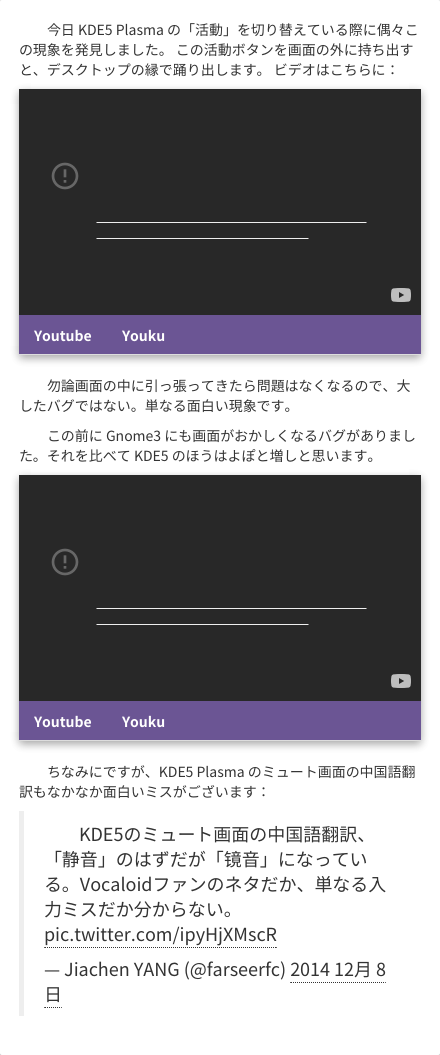 今日 KDE5 Plasma の「活動」を切り替えている際に偶々こ
の現象を発見しました。 この活動ボタンを画面の外に持ち出す
と、デスクトップの縁で踊り出します。 ビデオはこちらに：
Youtube Youku
勿論画面の中に引っ張ってきたら問題はなくなるので、大
したバグではない。単なる面白い現象です。
この前に Gnome3 にも画面がおかしくなるバグがありまし
た。それを比べて KDE5 のほうはよぽと増しと思います。
Youtube Youku
ちなみにですが、KDE5 Plasma のミュート画面の中国語翻
訳もなかなか面白いミスがございます：
KDE5のミュート画面の中国語翻訳、
「静音」のはずだが「镜音」になってい
る。Vocaloidファンのネタだか、単なる入
力ミスだか分からない。
pic.twitter.com/ipyHjXMscR
— Jiachen YANG (@farseerfc) 2014 12月 8
日